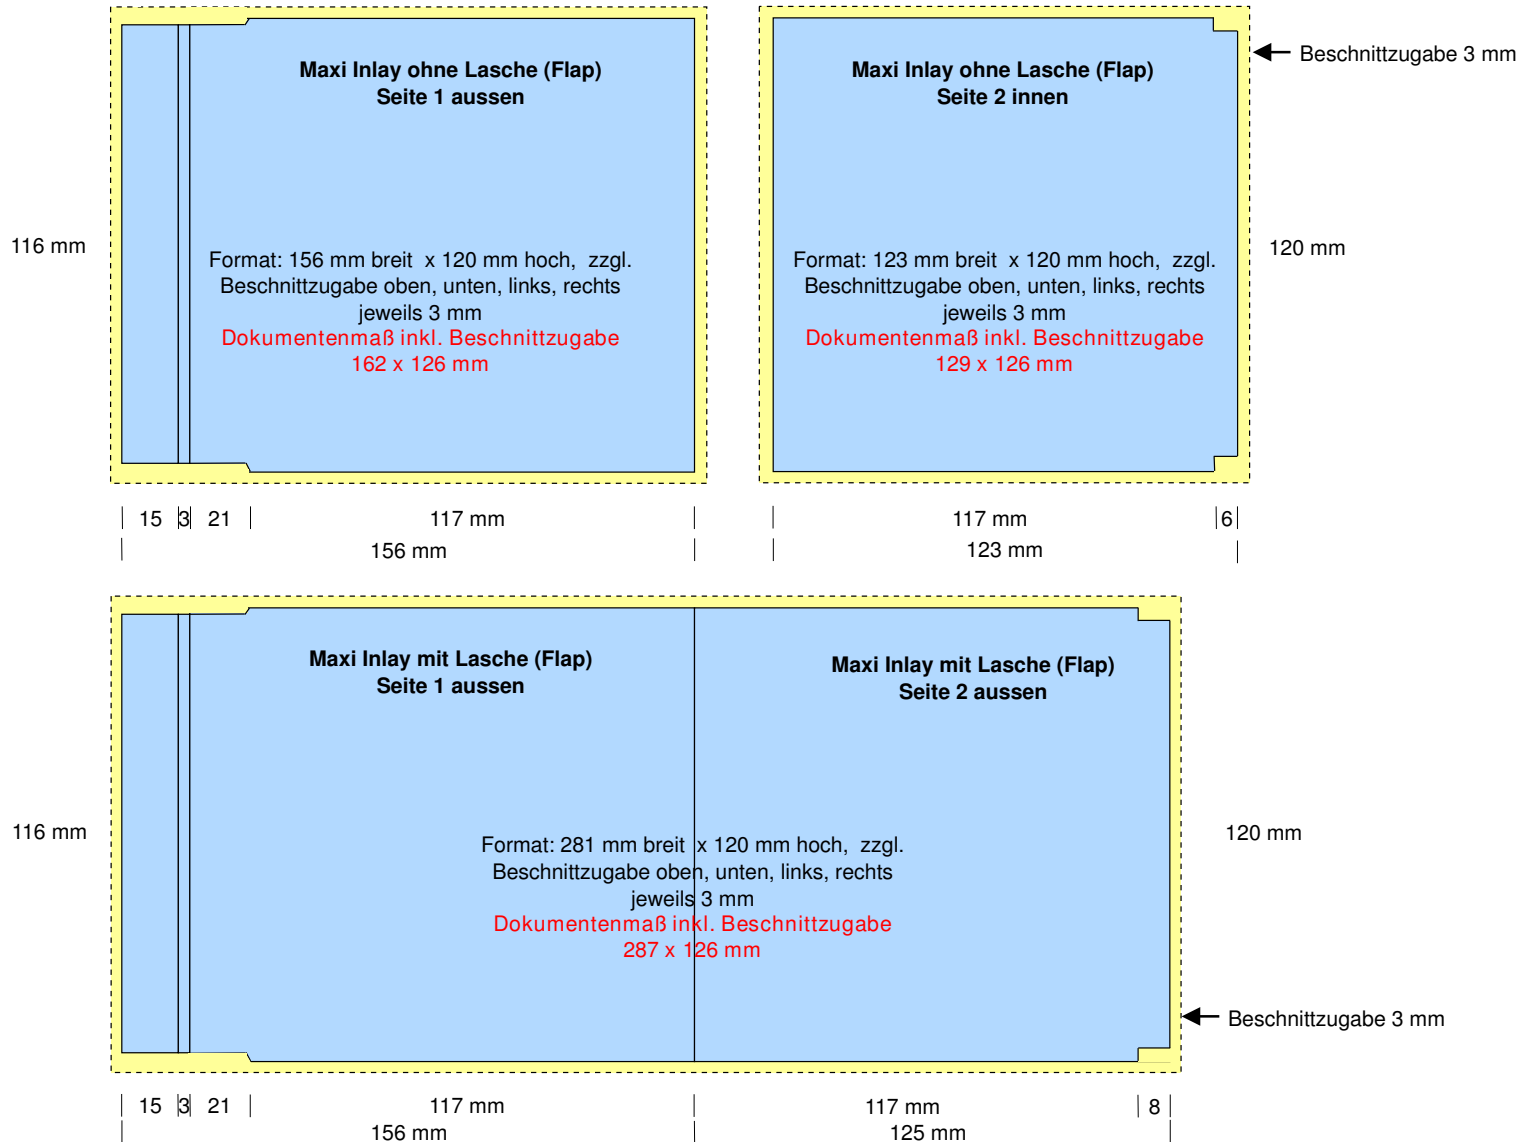 Maxi Inlay ohne Lasche (Flap)
Seite 1 aussen
116 mm
Format: 156 mm breit  x 120 mm hoch,  zzgl.
Beschnittzugabe oben, unten, links, rechts
jeweils 3 mm
Dokumentenmaß inkl. Beschnittzugabe
162 x 126 mm
15 3 21 117 mm
156 mm
Maxi Inlay ohne Lasche (Flap)
Seite 2 innen
Beschnittzugabe 3 mm
120 mm
Format: 123 mm breit  x 120 mm hoch,  zzgl.
Beschnittzugabe oben, unten, links, rechts
jeweils 3 mm
Dokumentenmaß inkl. Beschnittzugabe
129 x 126 mm
117 mm 6
123 mm
Maxi Inlay mit Lasche (Flap)
Seite 1 aussen
Maxi Inlay mit Lasche (Flap)
Seite 2 aussen
116 mm
120 mm
Format: 281 mm breit  x 120 mm hoch,  zzgl.
Beschnittzugabe oben, unten, links, rechts
jeweils 3 mm
Dokumentenmaß inkl. Beschnittzugabe
287 x 126 mm
Beschnittzugabe 3 mm
15 3 21 117 mm 117 mm 8
156 mm 125 mm